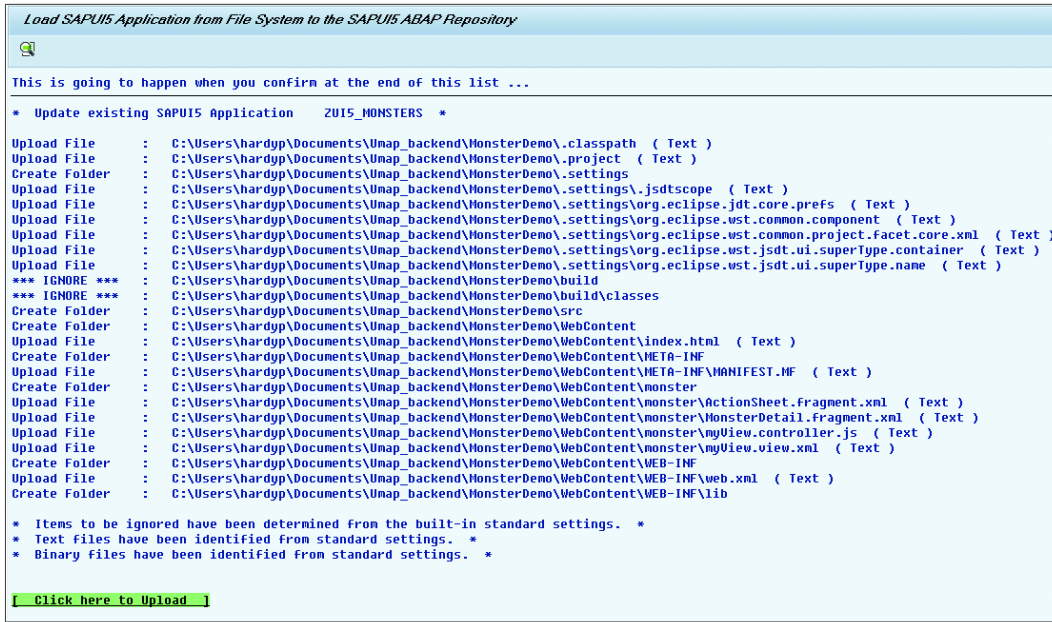 Load SAPUI5 Application from File System to the SAPUI5 ABAP Repository
This is going to happen when you confirm at the end of this list ...
* Update existing SAPUI5 Application ZUI5_MONSTERS *
Upload File : C:\Users\hardyp\Documents\Umap_backend\MonsterDemo\.classpath ( Text )
Upload File : C:\Users\hardyp\Documents\Umap_backend\MonsterDemo\.project ( Text )
Create Folder : C:\Users\hardyp\Documents\Umap_backend\MonsterDemo\.settings
Upload File : C:\Users\hardyp\Documents\Umap_backend\MonsterDemo\.settings\.jsdtscope ( Text )
Upload File : C:\Users\hardyp\Documents\Umap_backend\MonsterDemo\.settings\org.eclipse.jdt.core.prefs ( Text )
Upload File : C:\Users\hardyp\Documents\Umap_backend\MonsterDemo\.settings\org.eclipse.wst.common.component ( Text )
Upload File : C:\Users\hardyp\Documents\Umap_backend\MonsterDemo\.settings\org.eclipse.wst.common.project.facet.core.xml ( Text )
Upload File : C:\Users\hardyp\Documents\Umap_backend\MonsterDemo\.settings\org.eclipse.wst.jsdt.ui.superType.container ( Text )
Upload File : C:\Users\hardyp\Documents\Umap_backend\MonsterDemo\.settings\org.eclipse.wst.jsdt.ui.superType.name ( Text )
*** IGNORE *** : C:\Users\hardyp\Documents\Umap_backend\MonsterDemo\build
*** IGNORE *** : C:\Users\hardyp\Documents\Umap_backend\MonsterDemo\build\classes
Create Folder : C:\Users\hardyp\Documents\Umap_backend\MonsterDemo\src
Create Folder : C:\Users\hardyp\Documents\Umap_backend\MonsterDemo\WebContent
Upload File : C:\Users\hardyp\Documents\Umap_backend\MonsterDemo\WebContent\index.html ( Text )
Create Folder : C:\Users\hardyp\Documents\Umap_backend\MonsterDemo\WebContent\META-INF
Upload File : C:\Users\hardyp\Documents\Umap_backend\MonsterDemo\WebContent\META-INF\MANIFEST.MF ( Text )
Create Folder : C:\Users\hardyp\Documents\Umap_backend\MonsterDemo\WebContent\monster
Upload File : C:\Users\hardyp\Documents\Umap_backend\MonsterDemo\WebContent\monster\ActionSheet.fragment.xml ( Text )
Upload File : C:\Users\hardyp\Documents\Umap_backend\MonsterDemo\WebContent\monster\MonsterDetail.fragment.xml ( Text )
Upload File : C:\Users\hardyp\Documents\Umap_backend\MonsterDemo\WebContent\monster\myView.controller.js ( Text )
Upload File : C:\Users\hardyp\Documents\Umap_backend\MonsterDemo\WebContent\monster\myView.view.xml ( Text )
Create Folder : C:\Users\hardyp\Documents\Umap_backend\MonsterDemo\WebContent\WEB-INF
Upload File : C:\Users\hardyp\Documents\Umap_backend\MonsterDemo\WebContent\WEB-INF\web.xml ( Text )
Create Folder : C:\Users\hardyp\Documents\Umap_backend\MonsterDemo\WebContent\WEB-INF\lib
* Items to be ignored have been determined from the built-in standard settings. *
* Text files have been identified from standard settings. *
* Binary files have been identified from standard settings. *
[ Click here to Upload ]